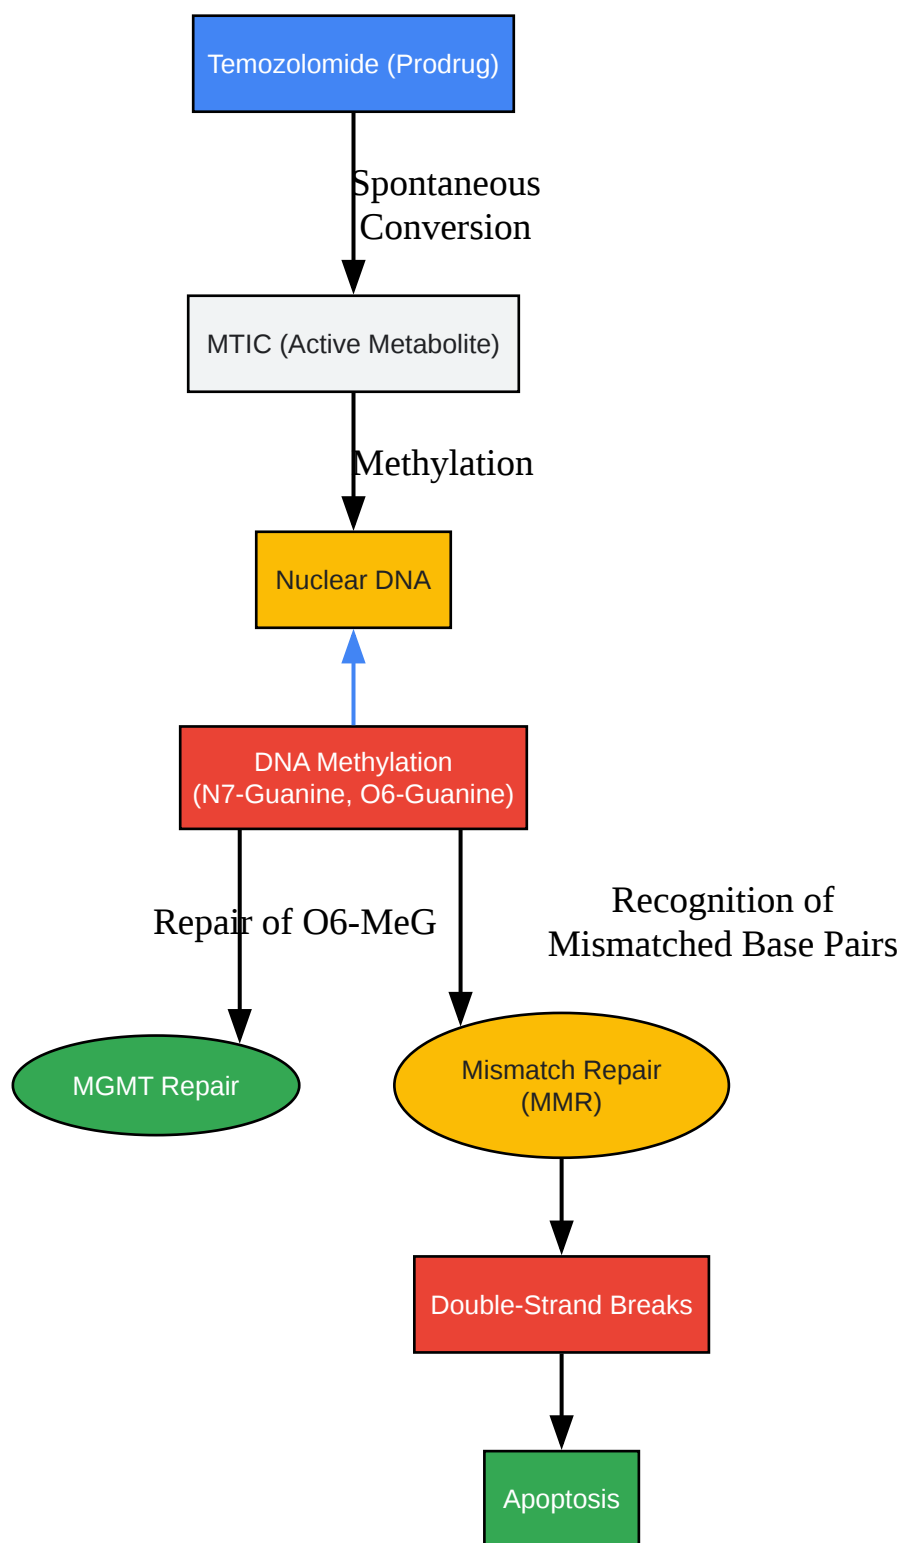 Temozolomide (Prodrug)
Spontaneous
Conversion
MTIC (Active Metabolite)
Methylation
Nuclear DNA
DNA Methylation
(N7-Guanine, O6-Guanine)
Repair of O6-MeG
Recognition of
Mismatched Base Pairs
MGMT Repair
Mismatch Repair
(MMR)
Double-Strand Breaks
Apoptosis